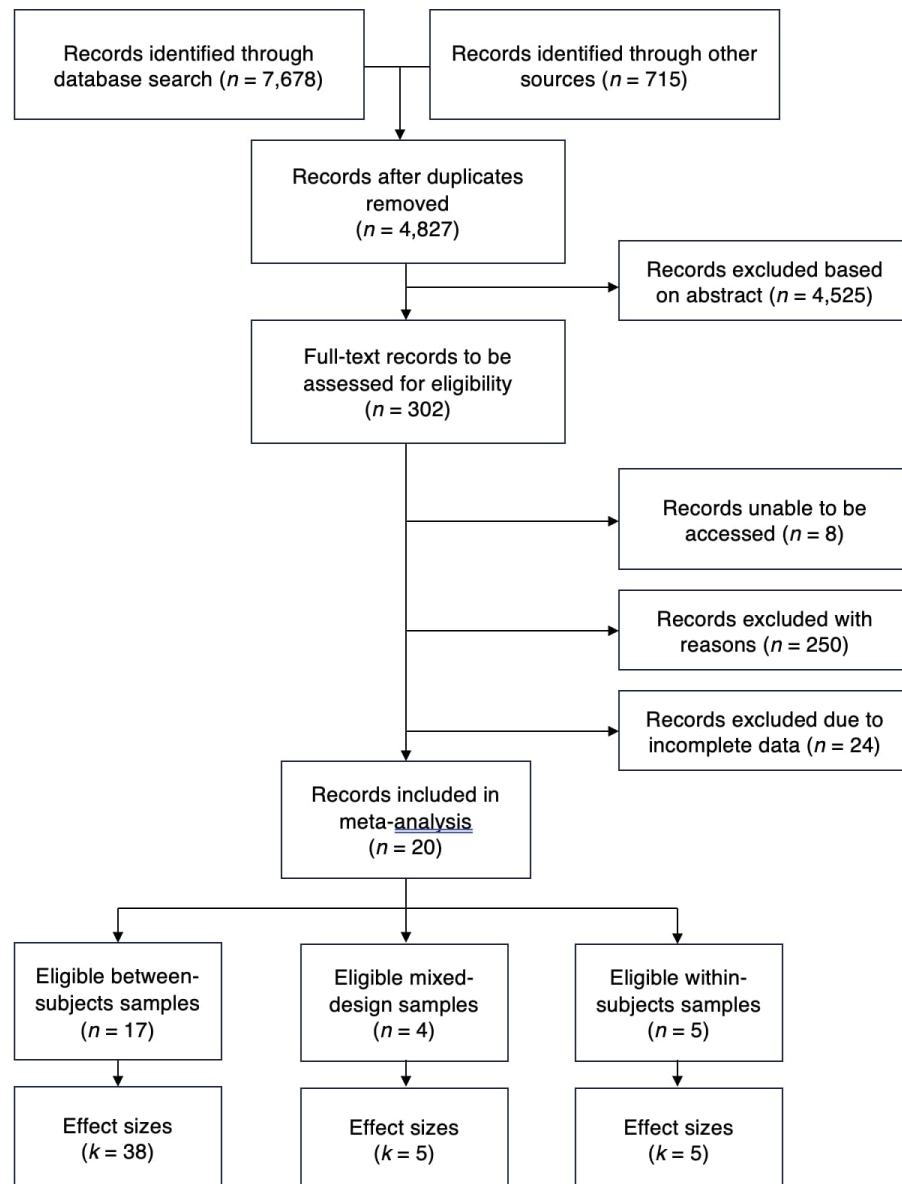 Records identified through
database search (n = 7,678)
Records identified through other
sources (n = 715)
Records after duplicates
removed
(n = 4,827)
Records excluded based
on abstract (n = 4,525)
Full-text records to be
assessed for eligibility
(n = 302)
Records unable to be
accessed (n = 8)
Records excluded with
reasons (n = 250)
Records excluded due to
incomplete data (n = 24)
Records included in
meta-analysis
(n = 20)
Eligible between-
subjects samples
(n = 17)
Eligible mixed-
design samples
(n = 4)
Eligible within-
subjects samples
(n = 5)
Effect sizes
(k = 38)
Effect sizes
(k = 5)
Effect sizes
(k = 5)